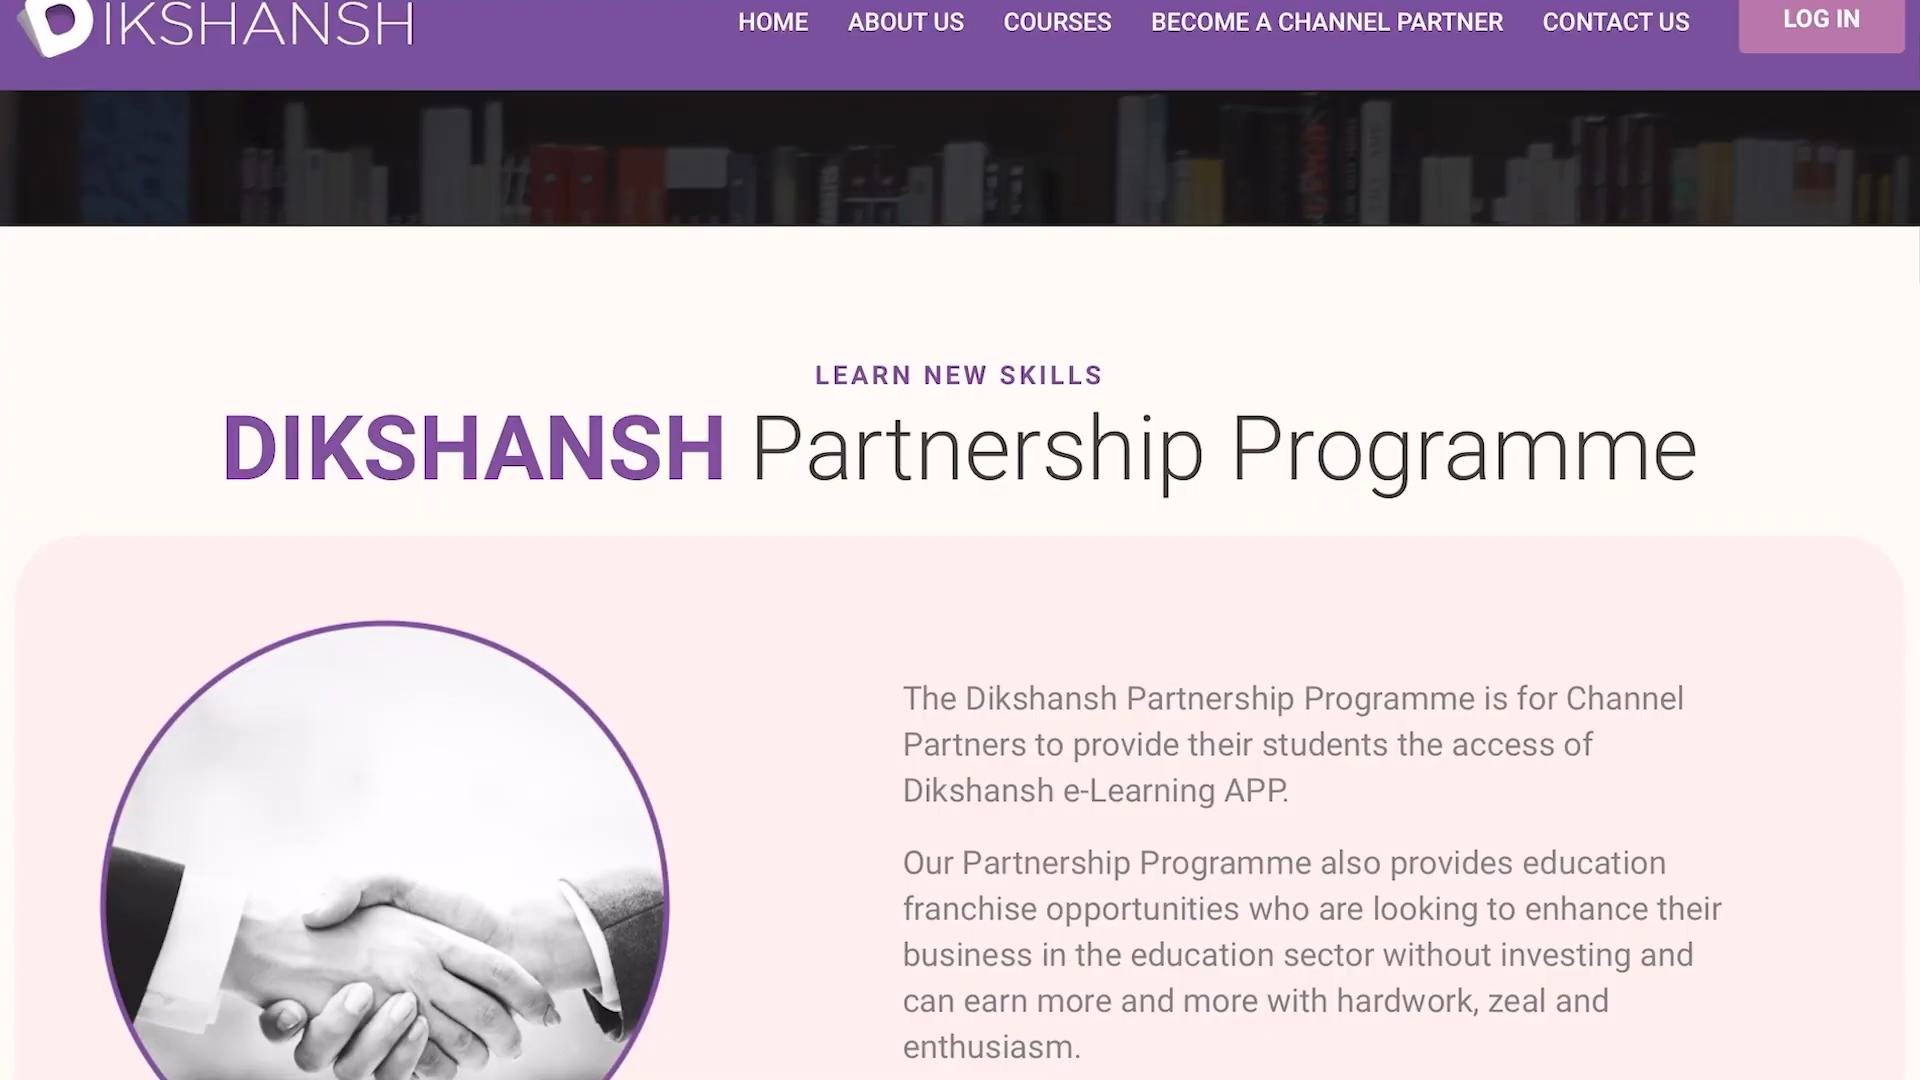 DIKSHANSH
HOME ABOUT US COURSES BECOME A CHANNEL PARTNER CONTACT US LOG IN
LEARN NEW SKILLS
DIKSHANSH Partnership Programme
The Dikshansh Partnership Programme is for Channel
Partners to provide their students the access of
Dikshansh e-Learning APP.
Our Partnership Programme also provides education
franchise opportunities who are looking to enhance their
business in the education sector without investing and
can earn more and more with hardwork, zeal and
enthusiasm.